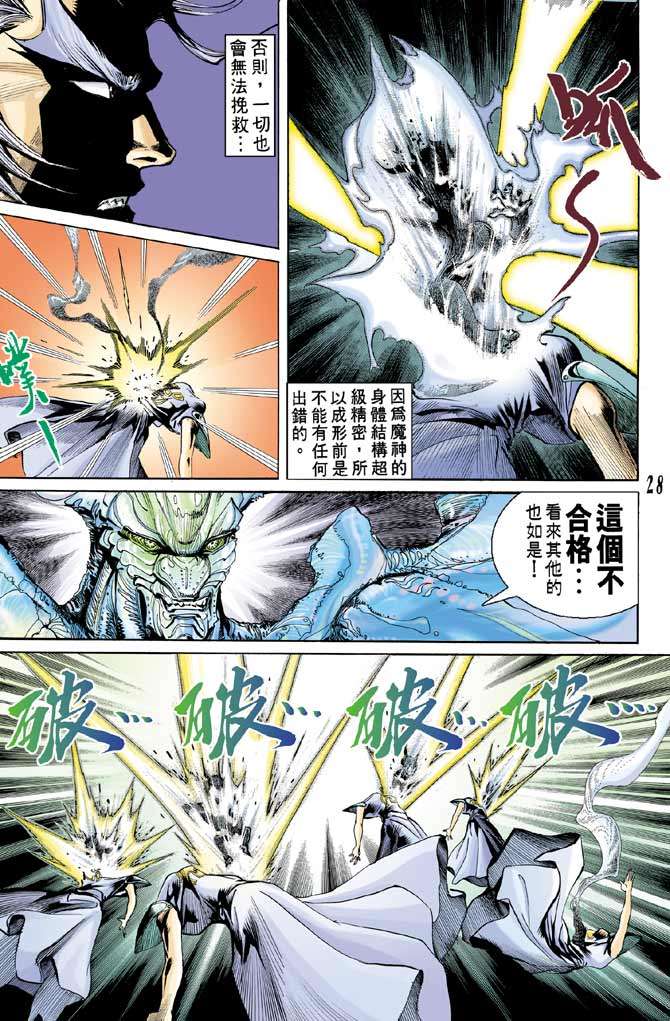 呱～
因為魔神的
身體結構超
級精密，所
以成形前是
不能有任何
出錯的。
否則，一切也
會無法挽救…
噗—
28
這個不
合格…
看來其他的
也如是！
破… 破… 破… 破…